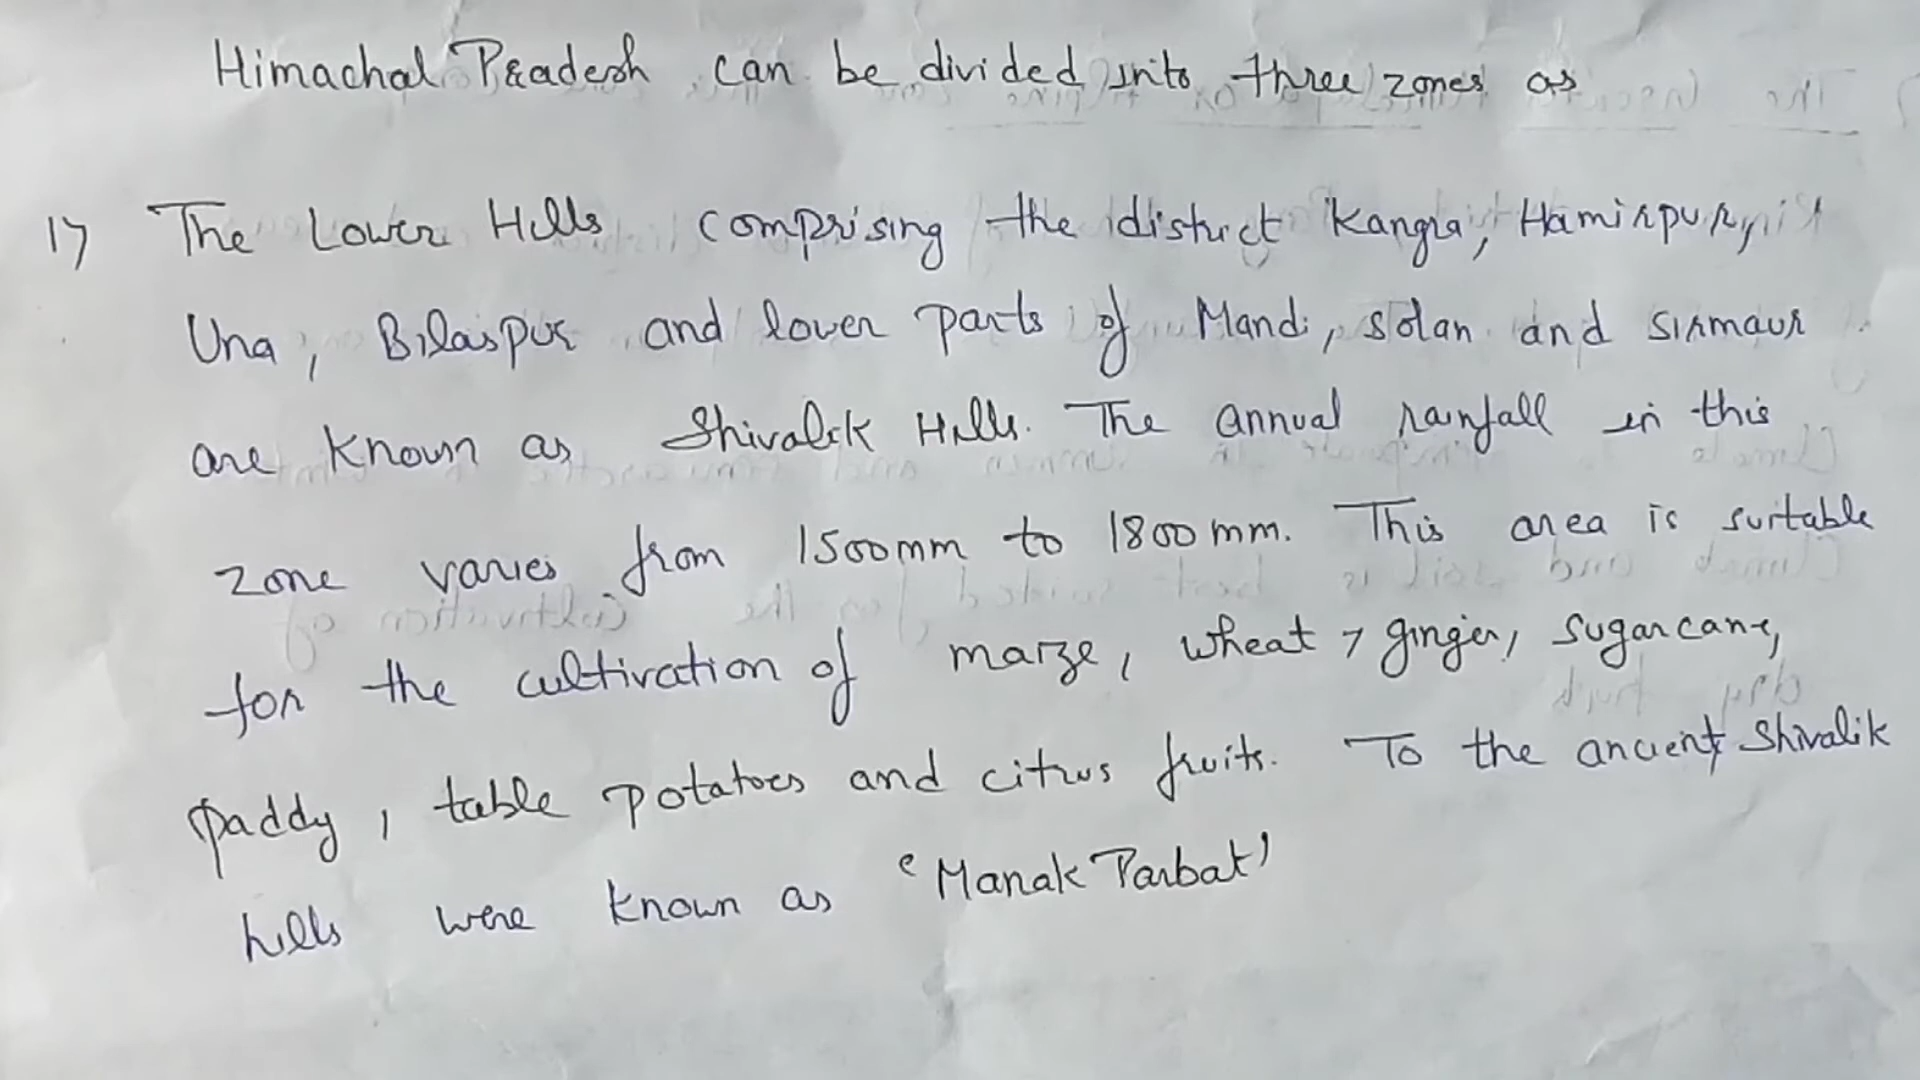 Himachal Pradesh can be divided into three zones as
1) The Lower Hills comprising the district Kangra, Hamirpur,
Una, Bilaspur and lower parts of Mandi, Solan and Sirmaur
are known as Shivalik Hills. The annual rainfall in this
zone varies from 1500mm to 1800 mm. This area is suitable
for the cultivation of maize, wheat, ginger, sugarcane,
paddy, table potatoes and citrus fruits. To the ancient Shivalik
hills were known as 'Manak Parbat'